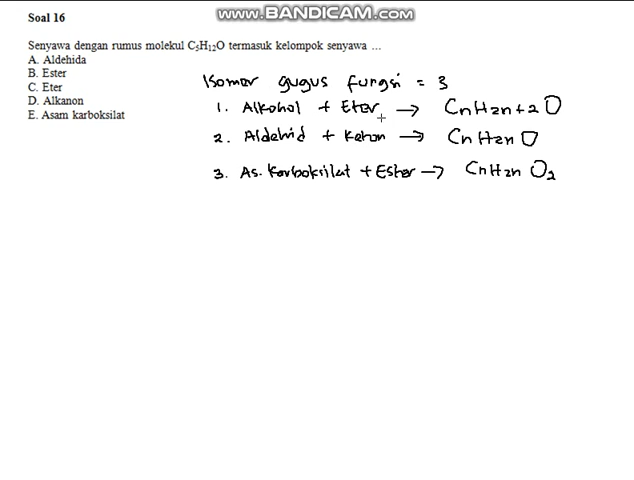 www.BANDICAM.com
Soal 16
Senyawa dengan rumus molekul C₅H₁₂O termasuk kelompok senyawa ...
A. Aldehida
B. Ester
C. Eter
D. Alkanon
E. Asam karboksilat
Isomer gugus fungsi = 3
1. Alkohol + Eter → CnH2n+2O
2. Aldehid + Keton → CnH2nO
3. As. Karboksilat + Ester → CnH2nO₂